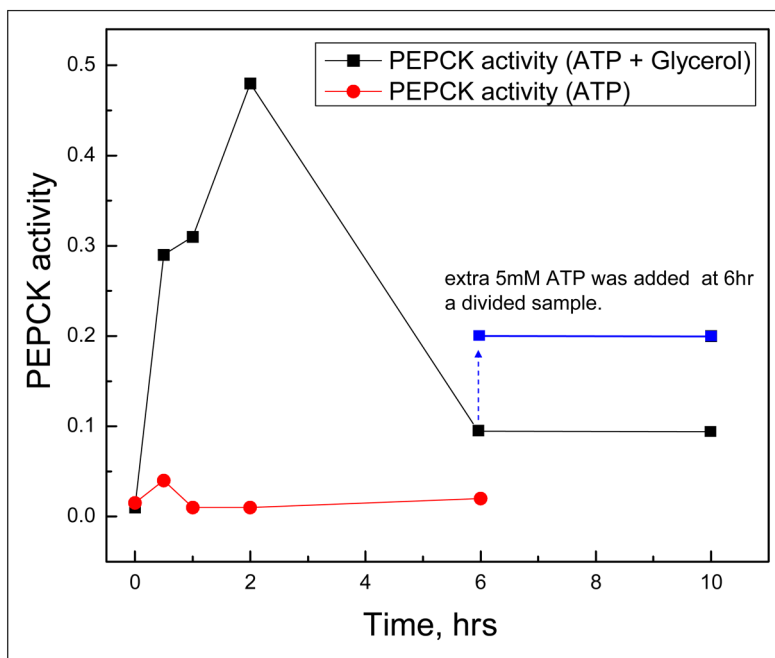 PEPCK activity (ATP + Glycerol)
PEPCK activity (ATP)
0.5
0.4
0.3
0.2
0.1
0.0
PEPCK activity
extra 5mM ATP was added at 6hr
a divided sample.
0 2 4 6 8 10
Time, hrs